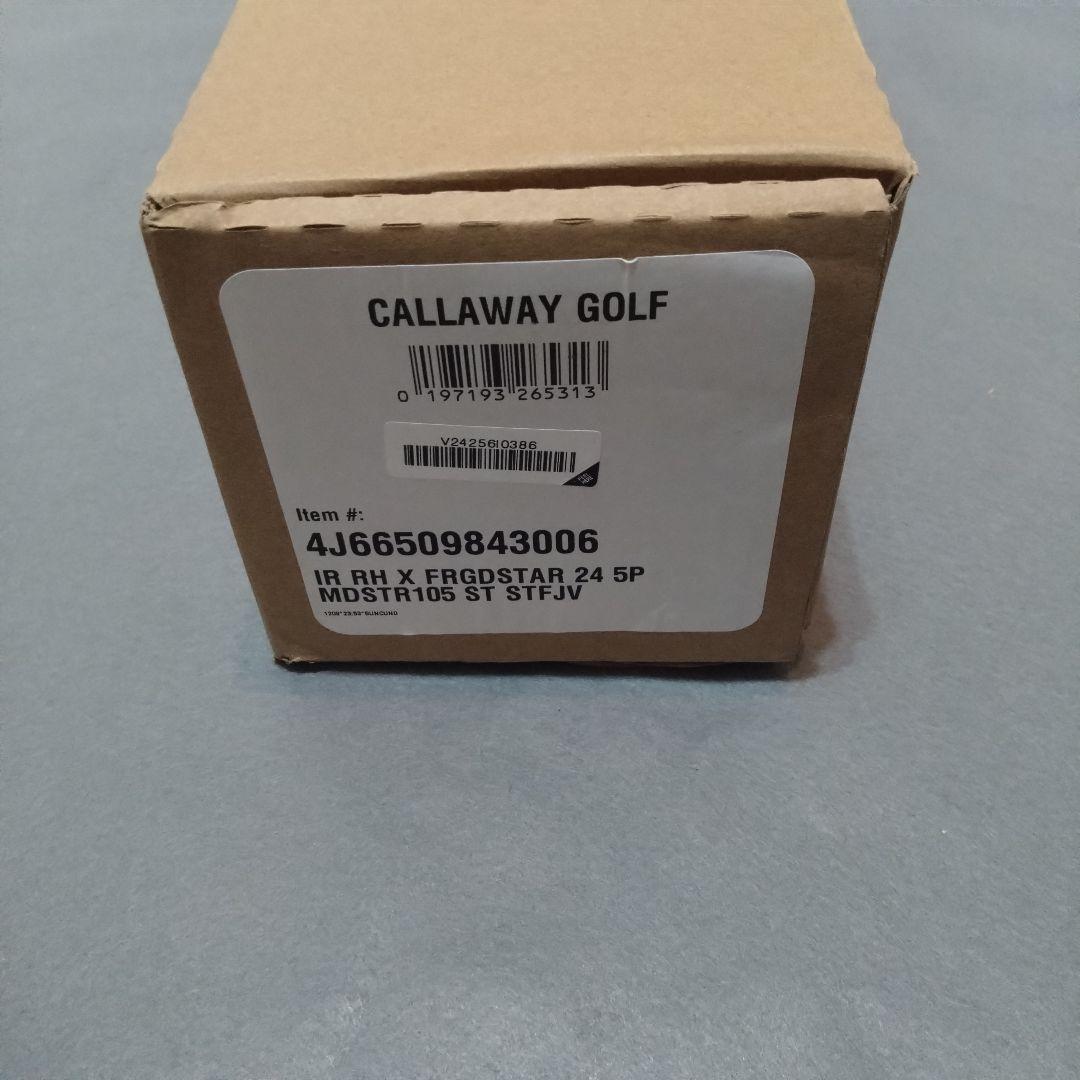 CALLAWAY GOLF
0 197193 265313
V24256I0386
Item #:
4J66509843006
IR RH X FRGDSTAR 24 5P
MDSTR105 ST STFJV